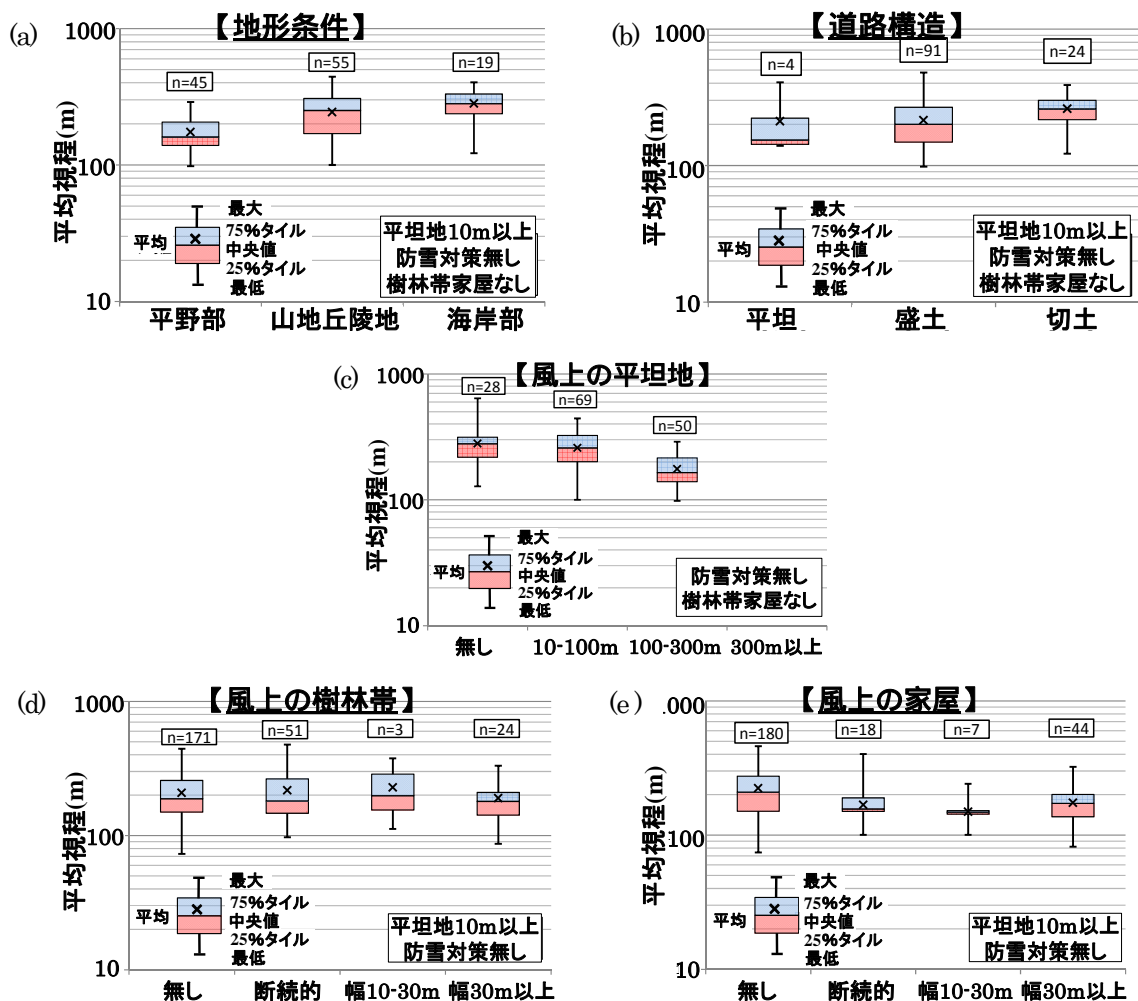 (a)
【地形条件】
1000
100
10
平均視程(m)
n=45
n=55
n=19
最大
75%タイル
平均
中央値
25%タイル
最低
平坦地10m以上
防雪対策無し
樹林帯家屋なし
平野部 山地丘陵地 海岸部
(b)
【道路構造】
1000
100
10
平均視程(m)
n=4
n=91
n=24
最大
75%タイル
平均
中央値
25%タイル
最低
平坦地10m以上
防雪対策無し
樹林帯家屋なし
平坦 盛土 切土
(c)
【風上の平坦地】
1000
100
10
平均視程(m)
n=28
n=69
n=50
最大
75%タイル
平均
中央値
25%タイル
最低
防雪対策無し
樹林帯家屋なし
無し 10-100m 100-300m 300m以上
(d)
【風上の樹林帯】
1000
100
10
平均視程(m)
n=171
n=51
n=3
n=24
最大
75%タイル
平均
中央値
25%タイル
最低
平坦地10m以上
防雪対策無し
無し 断続的 幅10-30m 幅30m以上
(e)
【風上の家屋】
.000
100
10
平均視程(m)
n=180
n=18
n=7
n=44
最大
75%タイル
平均
中央値
25%タイル
最低
平坦地10m以上
防雪対策無し
無し 断続的 幅10-30m 幅30m以上